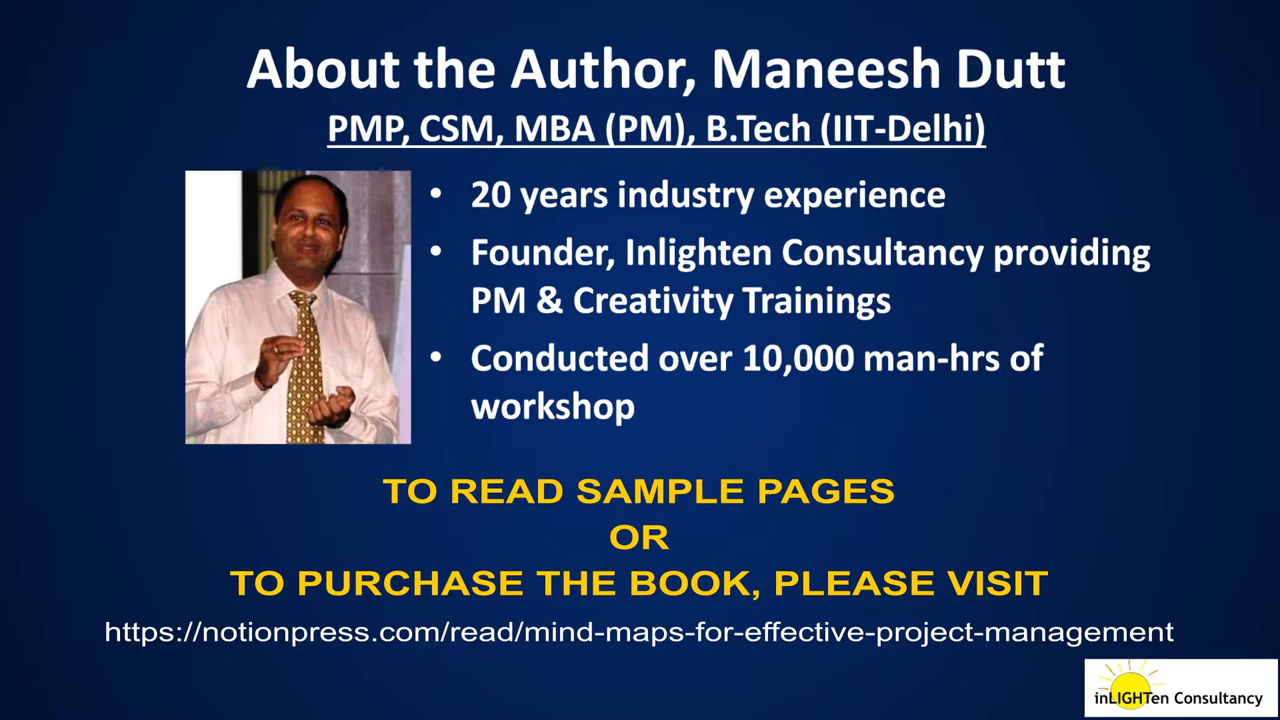 About the Author, Maneesh Dutt
PMP, CSM, MBA (PM), B.Tech (IIT-Delhi)
• 20 years industry experience
• Founder, Inlighten Consultancy providing
PM & Creativity Trainings
• Conducted over 10,000 man-hrs of
workshop
TO READ SAMPLE PAGES
OR
TO PURCHASE THE BOOK, PLEASE VISIT
https://notionpress.com/read/mind-maps-for-effective-project-management
inLIGHTen Consultancy